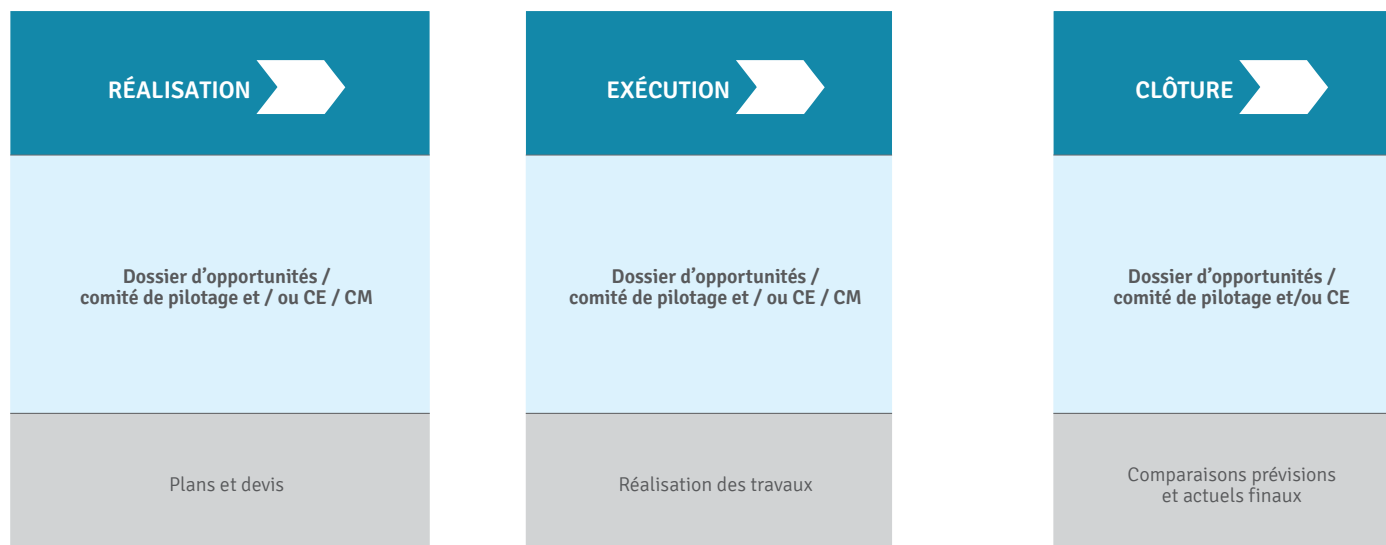 RÉALISATION
Dossier d’opportunités /
comité de pilotage et / ou CE / CM
Plans et devis
EXÉCUTION
Dossier d’opportunités /
comité de pilotage et / ou CE / CM
Réalisation des travaux
CLÔTURE
Dossier d’opportunités /
comité de pilotage et/ou CE
Comparaisons prévisions
et actuels finaux